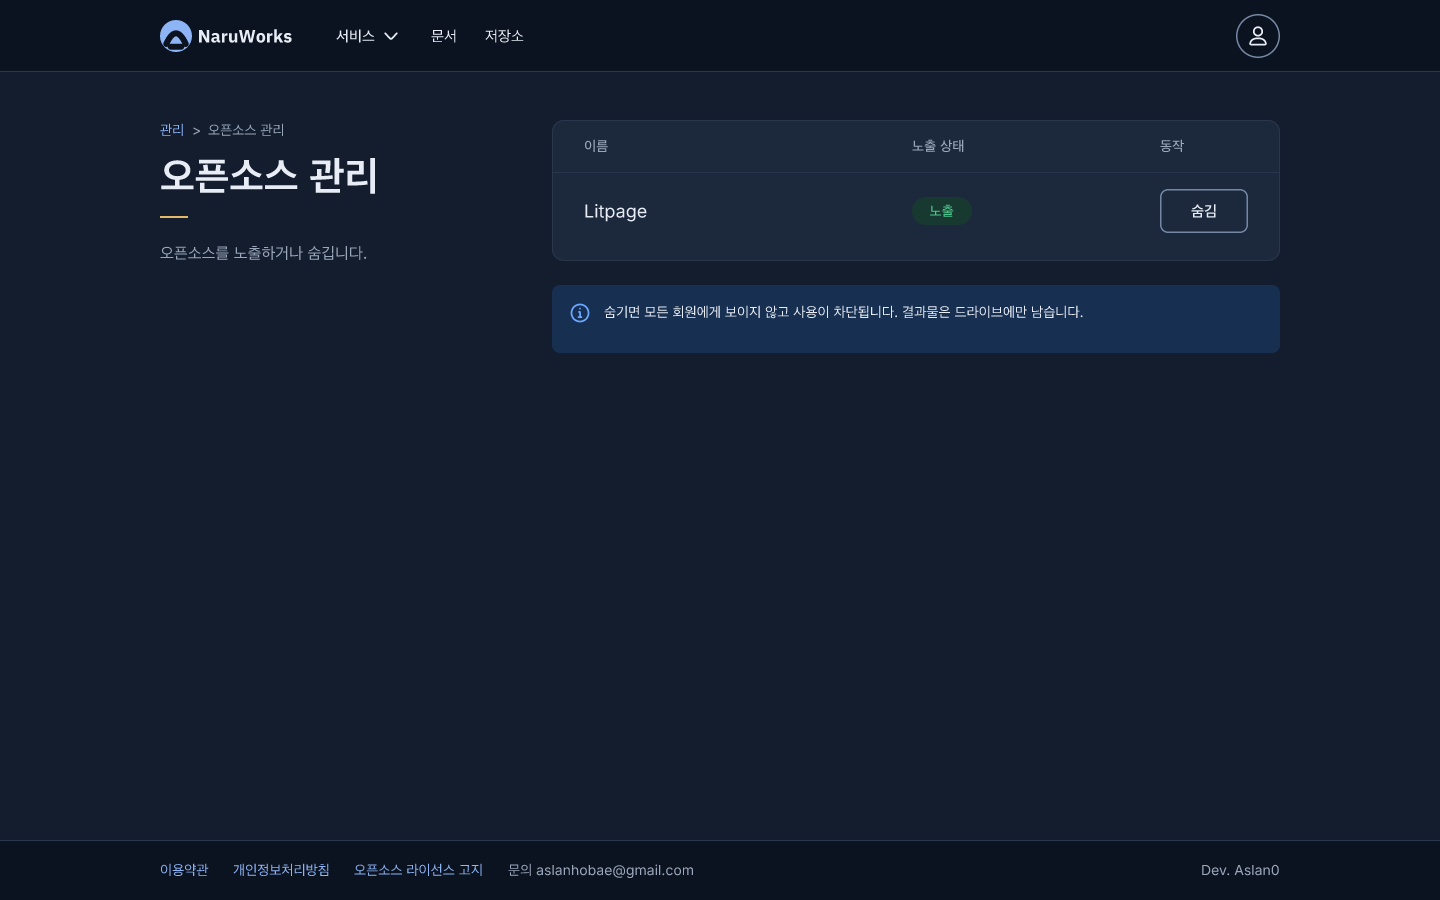 NaruWorks 서비스 문서 저장소
관리 > 오픈소스 관리
오픈소스 관리
오픈소스를 노출하거나 숨깁니다.
이름 노출 상태 동작
Litpage 노출 숨김
숨기면 모든 회원에게 보이지 않고 사용이 차단됩니다. 결과물은 드라이브에만 남습니다.
이용약관 개인정보처리방침 오픈소스 라이선스 고지 문의 aslanhobae@gmail.com Dev. Aslan0